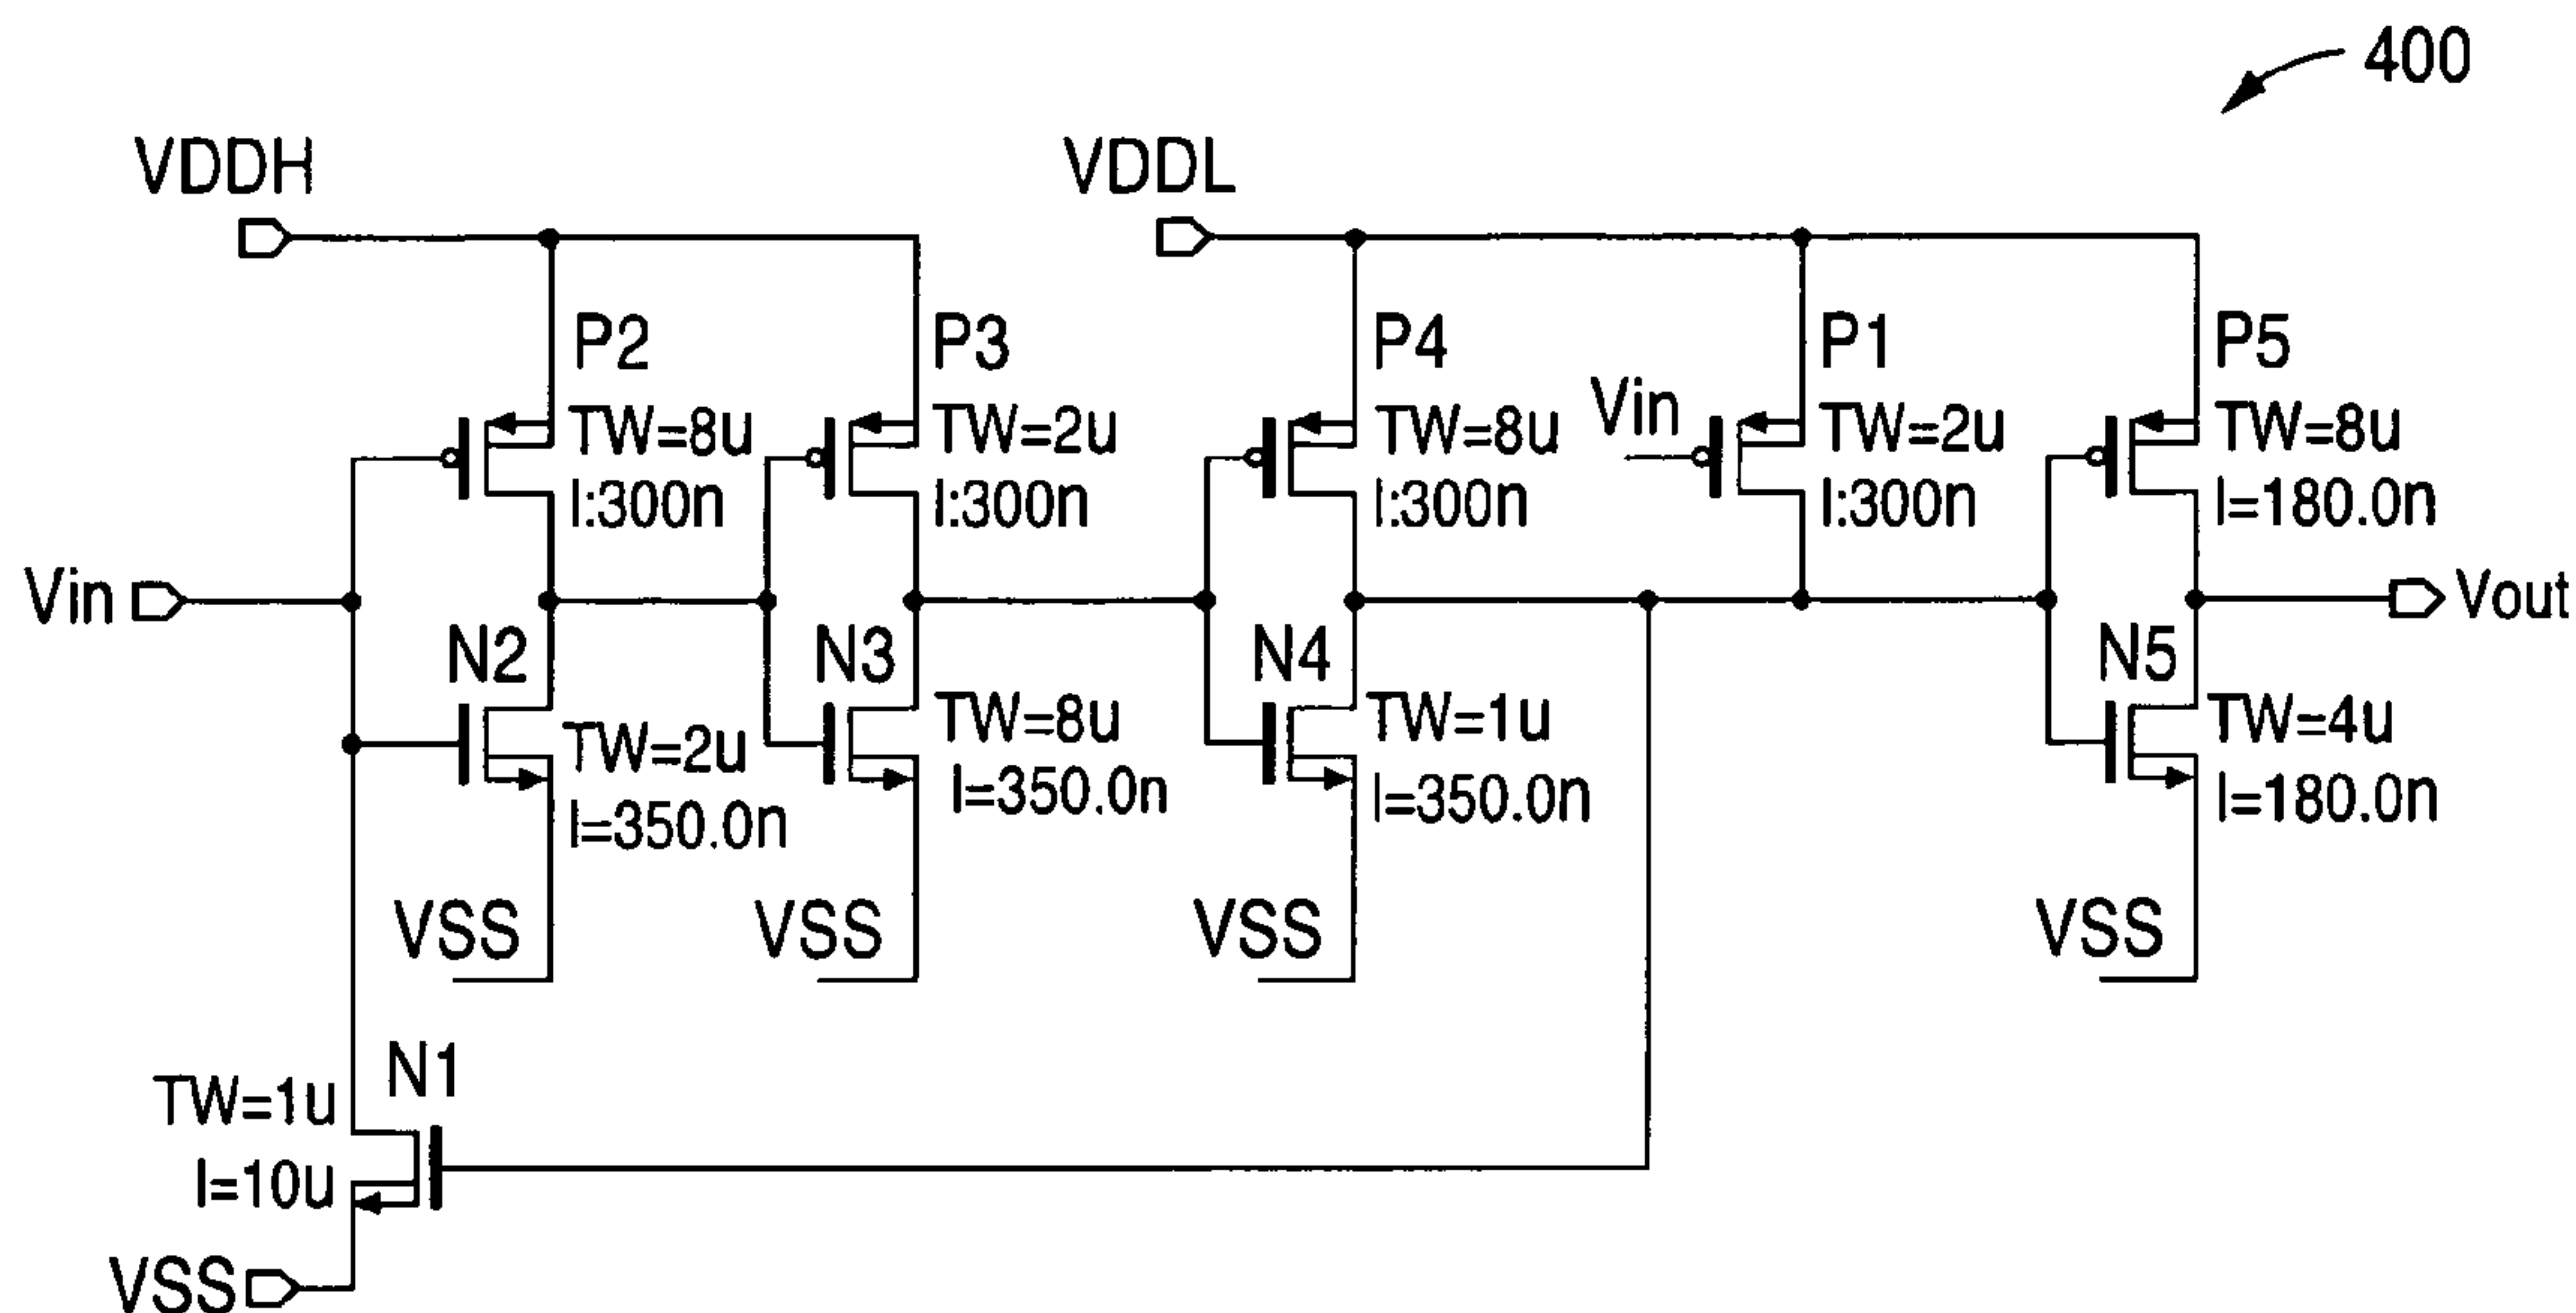 400
VDDH
VDDL
P2
TW=8u
l:300n
P3
TW=2u
l:300n
P4
TW=8u
l:300n
Vin
P1
TW=2u
l:300n
P5
TW=8u
l=180.0n
Vin
N2
TW=2u
l=350.0n
VSS
N3
TW=8u
l=350.0n
VSS
N4
TW=1u
l=350.0n
VSS
N5
TW=4u
l=180.0n
VSS
Vout
N1
TW=1u
l=10u
VSS